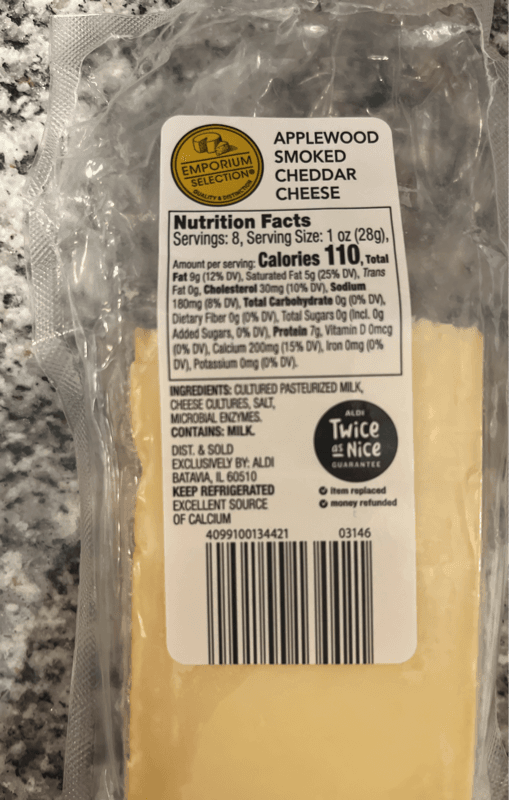 EMPORIUM
SELECTION®
QUALITY & DISTINCTION
APPLEWOOD
SMOKED
CHEDDAR
CHEESE
Nutrition Facts
Servings: 8, Serving Size: 1 oz (28g),
Amount per serving: Calories 110, Total
Fat 9g (12% DV), Saturated Fat 5g (25% DV), Trans
Fat 0g, Cholesterol 30mg (10% DV), Sodium
180mg (8% DV), Total Carbohydrate 0g (0% DV),
Dietary Fiber 0g (0% DV), Total Sugars 0g (Incl. 0g
Added Sugars, 0% DV), Protein 7g, Vitamin D 0mcg
(0% DV), Calcium 200mg (15% DV), Iron 0mg (0%
DV), Potassium 0mg (0% DV).
INGREDIENTS: CULTURED PASTEURIZED MILK,
CHEESE CULTURES, SALT,
MICROBIAL ENZYMES.
CONTAINS: MILK.
DIST. & SOLD
EXCLUSIVELY BY: ALDI
BATAVIA, IL 60510
KEEP REFRIGERATED
EXCELLENT SOURCE
OF CALCIUM
ALDI
Twice
as Nice
GUARANTEE
item replaced
money refunded
4099100134421 03146